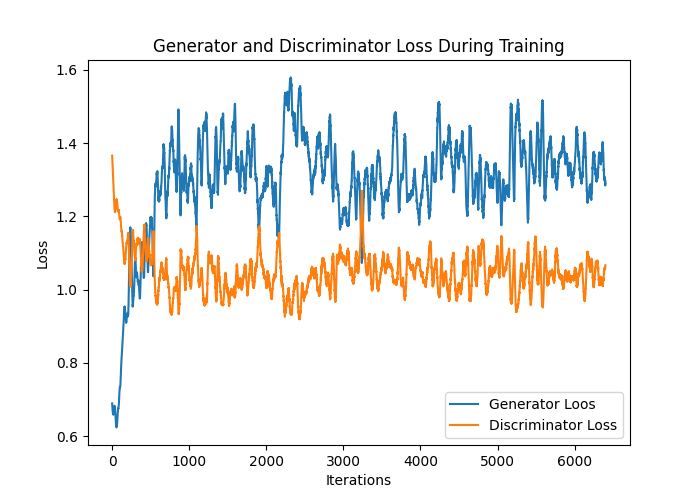 Generator and Discriminator Loss During Training
Loss
1.6
1.4
1.2
1.0
0.8
0.6
Generator Loos
Discriminator Loss
0 1000 2000 3000 4000 5000 6000
Iterations